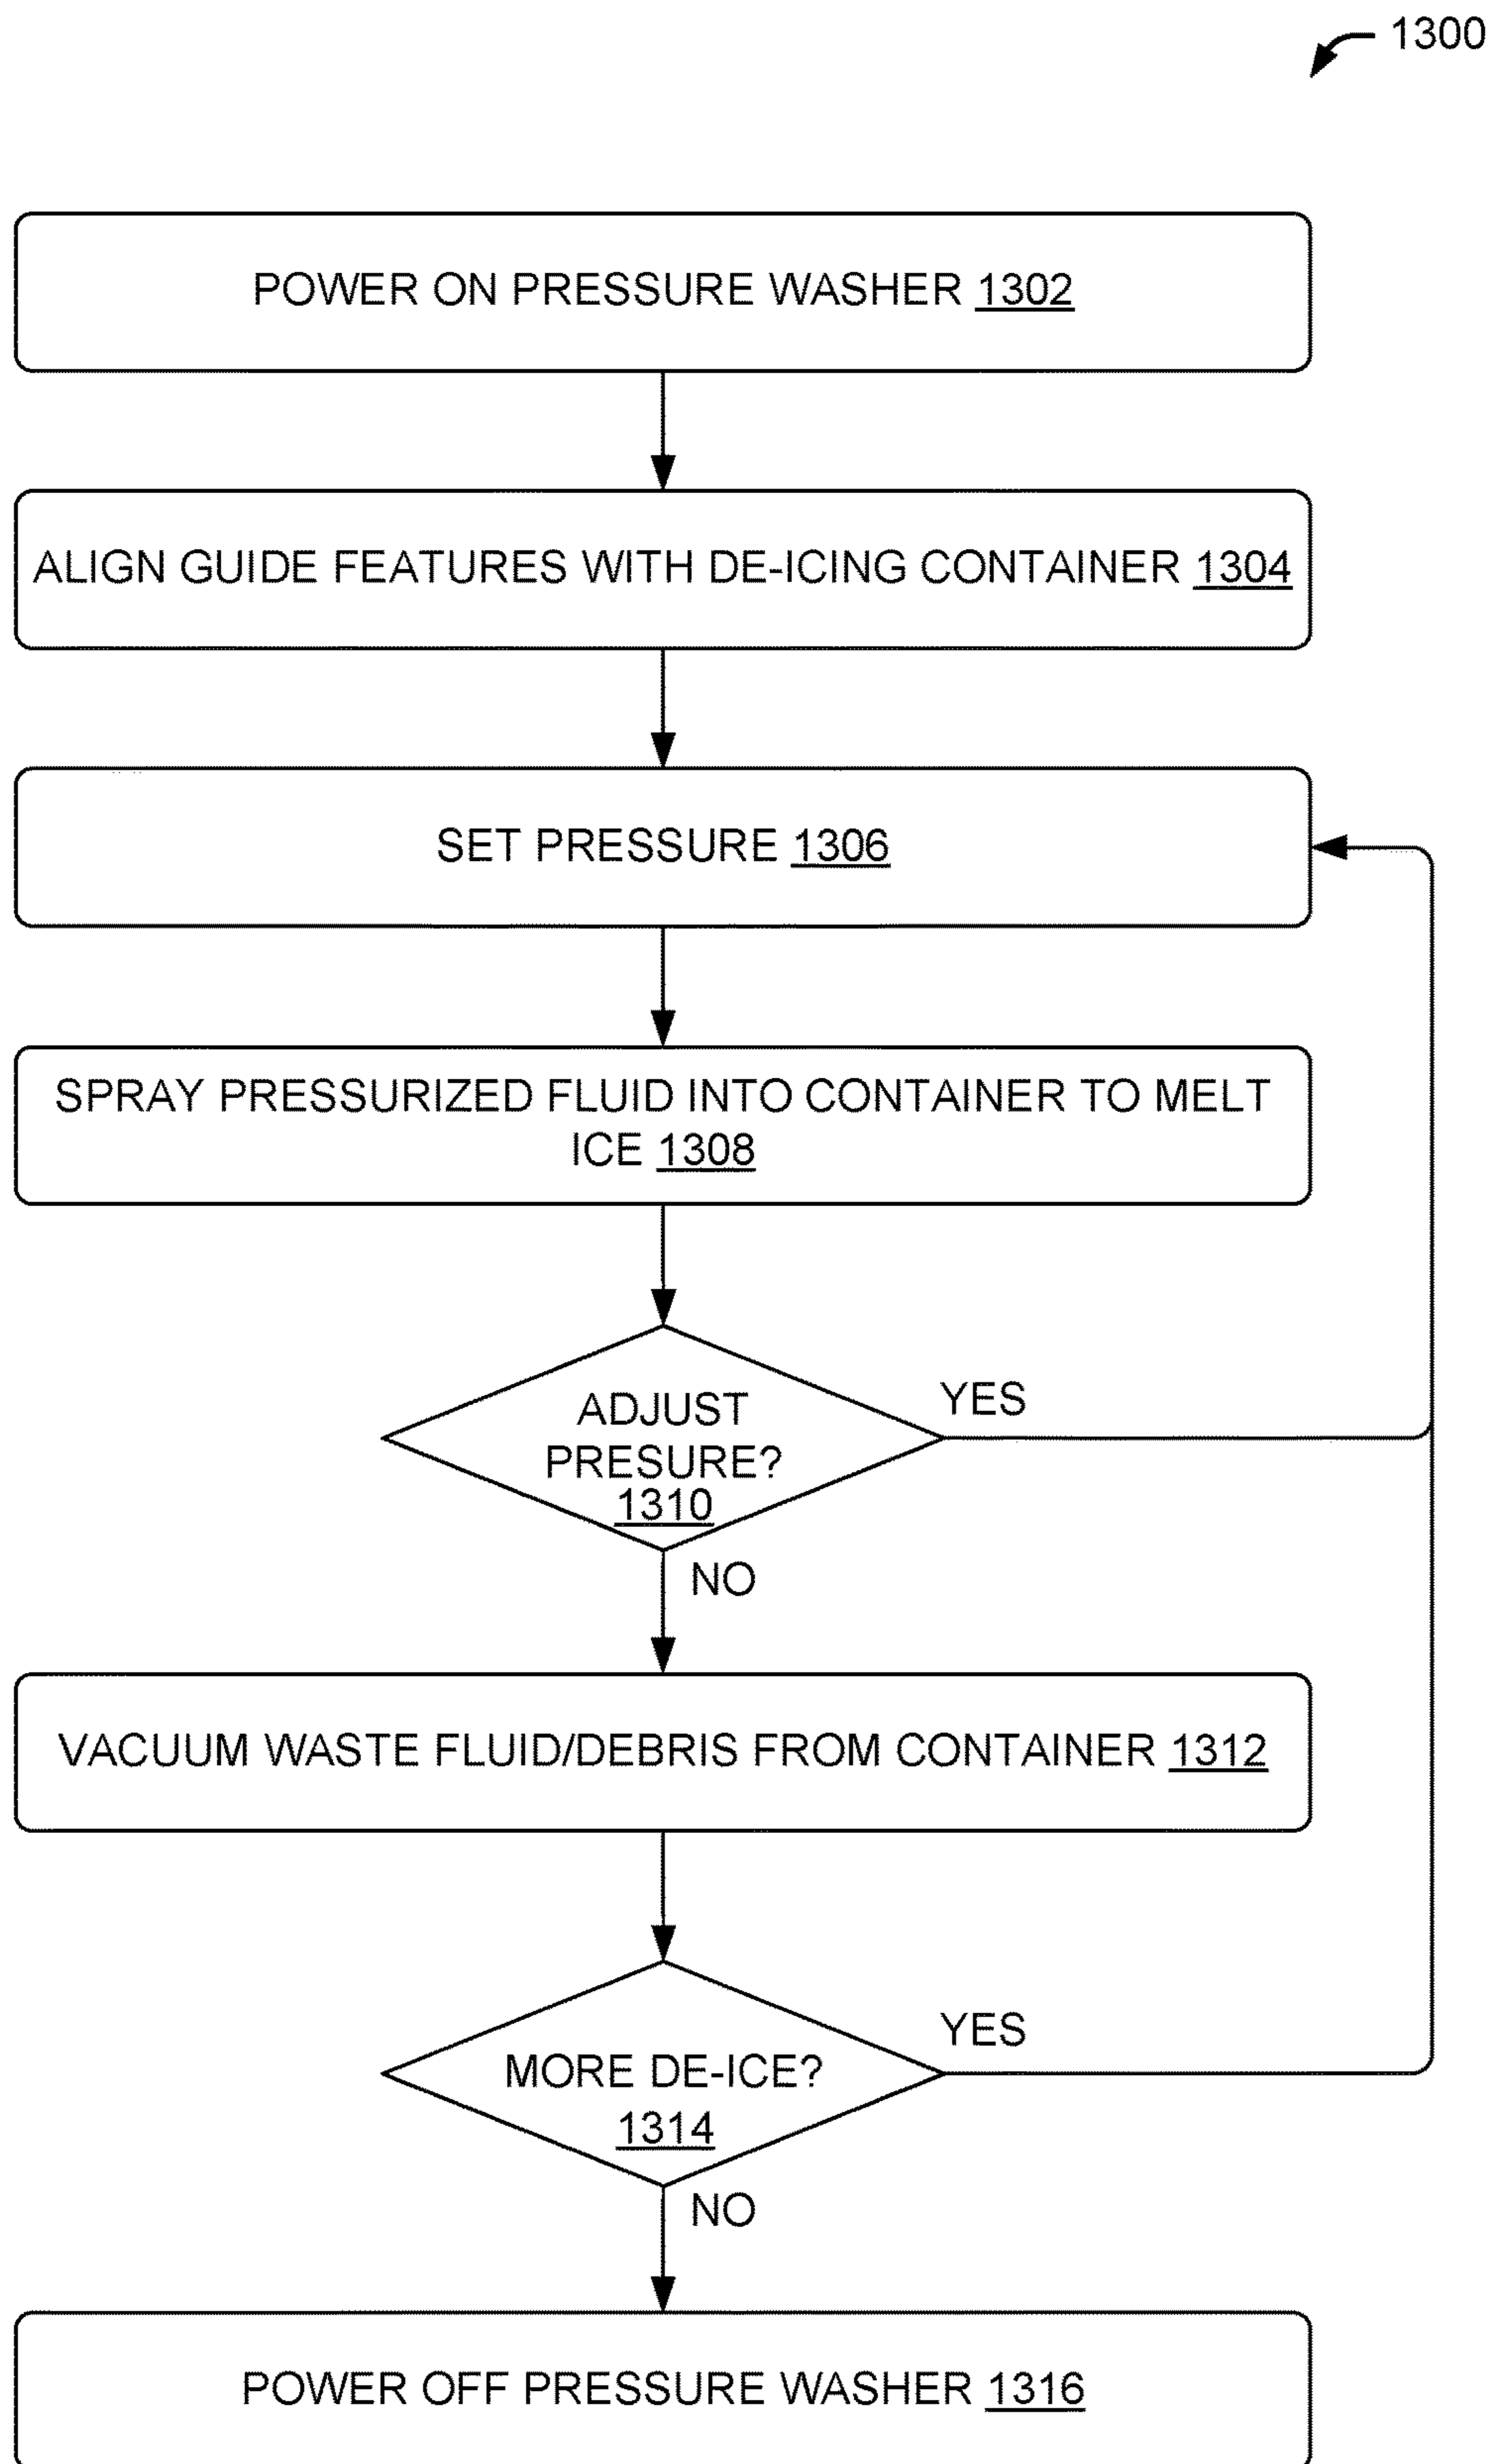 1300
POWER ON PRESSURE WASHER 1302
ALIGN GUIDE FEATURES WITH DE-ICING CONTAINER 1304
SET PRESSURE 1306
SPRAY PRESSURIZED FLUID INTO CONTAINER TO MELT
ICE 1308
ADJUST
PRESURE?
1310
YES
NO
VACUUM WASTE FLUID/DEBRIS FROM CONTAINER 1312
MORE DE-ICE?
1314
YES
NO
POWER OFF PRESSURE WASHER 1316